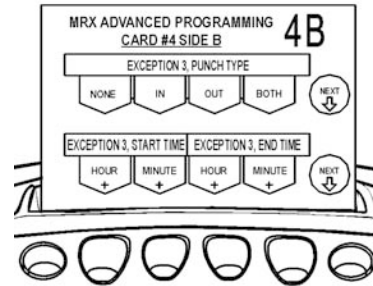 MRX ADVANCED PROGRAMMING 4B
CARD #4 SIDE B
EXCEPTION 3, PUNCH TYPE
NONE IN OUT BOTH NEXT
EXCEPTION 3, START TIME EXCEPTION 3, END TIME
HOUR + MINUTE + HOUR + MINUTE + NEXT